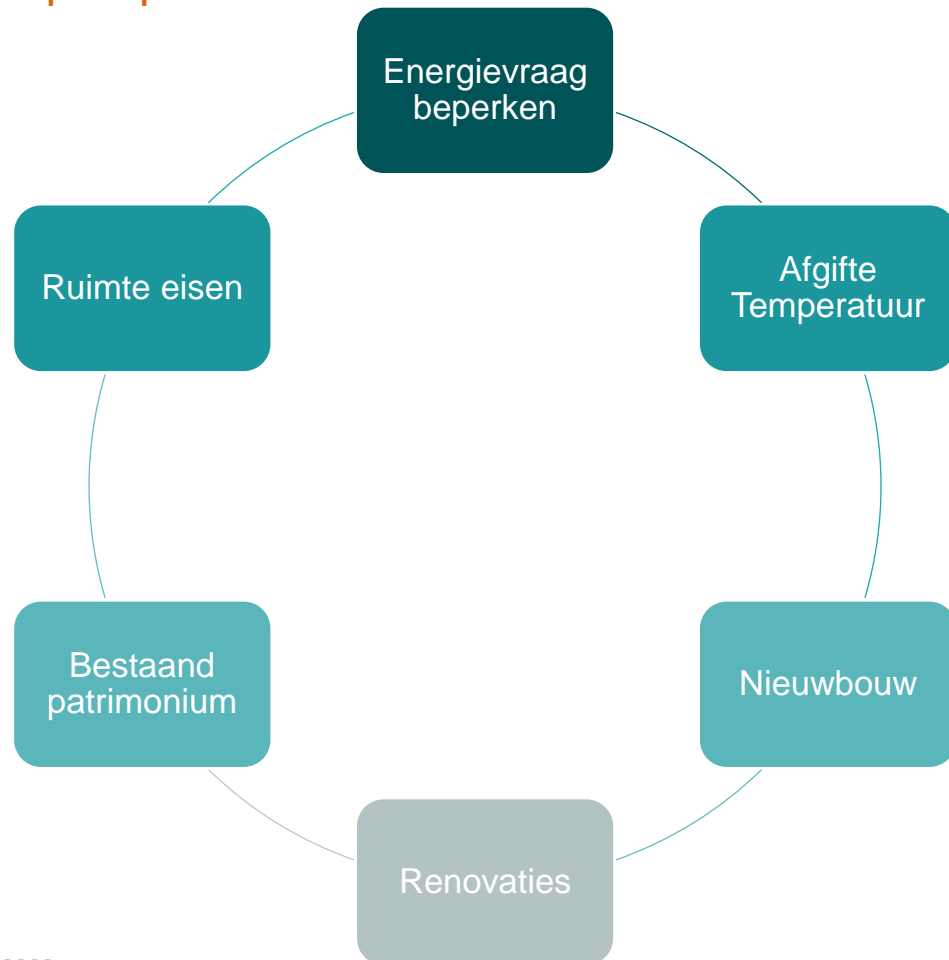 Energievraag
beperken
Afgifte
Temperatuur
Nieuwbouw
Renovaties
Bestaand
patrimonium
Ruimte eisen